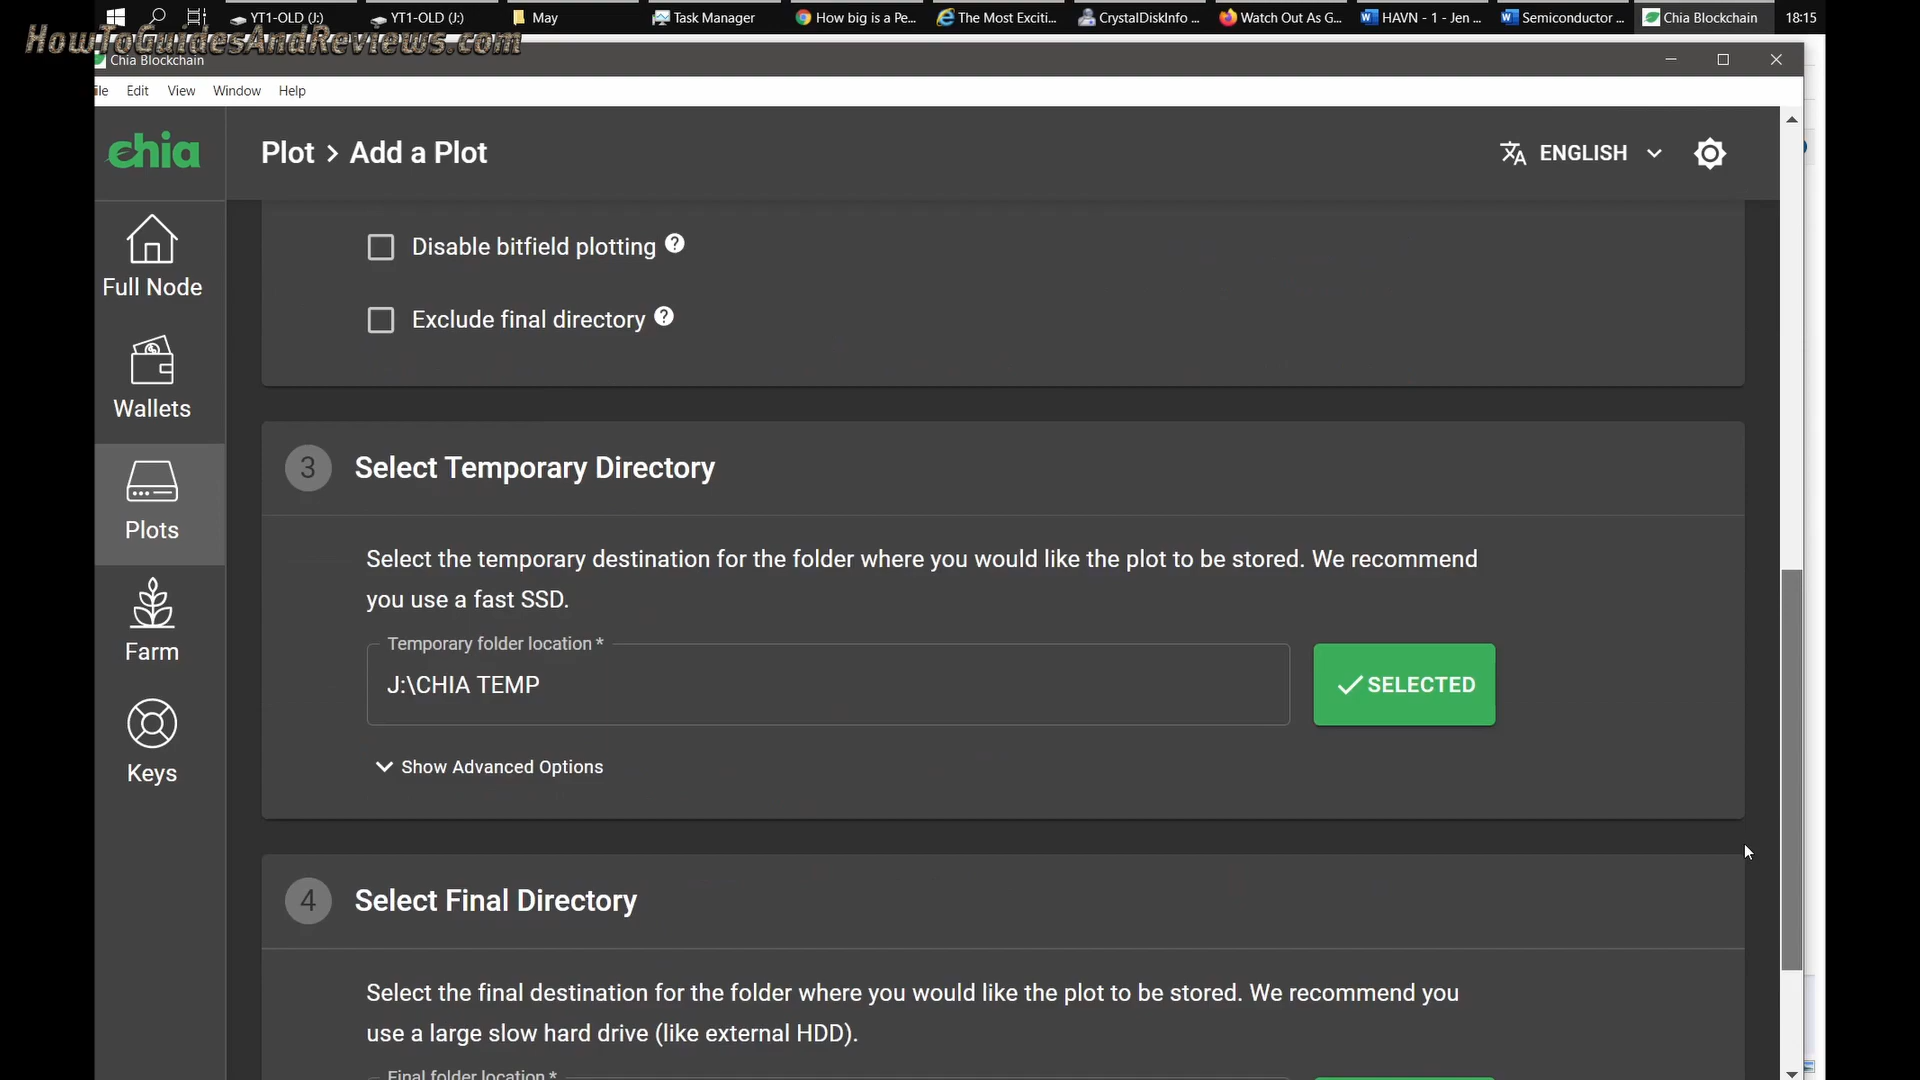 YT1-OLD (J:)
YT1-OLD (J:)
May
Task Manager
How big is a Pe...
The Most Exciti...
CrystalDiskInfo ...
Watch Out As G...
HAVN - 1 - Jen ...
Semiconductor ...
Chia Blockchain
18:15
HowToGuidesAndReviews.com
Chia Blockchain
ile Edit View Window Help
chia
Plot > Add a Plot
ENGLISH
Disable bitfield plotting ?
Full Node
Exclude final directory ?
Wallets
3 Select Temporary Directory
Plots
Select the temporary destination for the folder where you would like the plot to be stored. We recommend
you use a fast SSD.
Farm
Temporary folder location *
J:\CHIA TEMP
SELECTED
Keys
Show Advanced Options
4 Select Final Directory
Select the final destination for the folder where you would like the plot to be stored. We recommend you
use a large slow hard drive (like external HDD).
Final folder location *